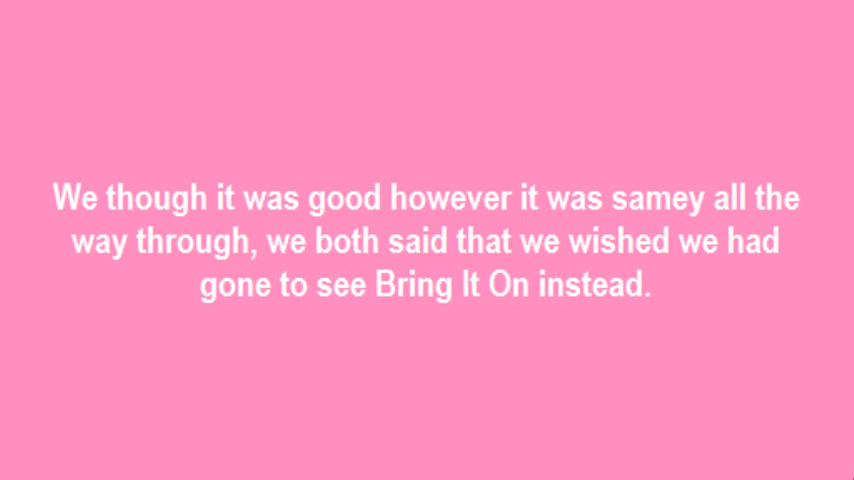 We though it was good however it was samey all the
way through, we both said that we wished we had
gone to see Bring It On instead.